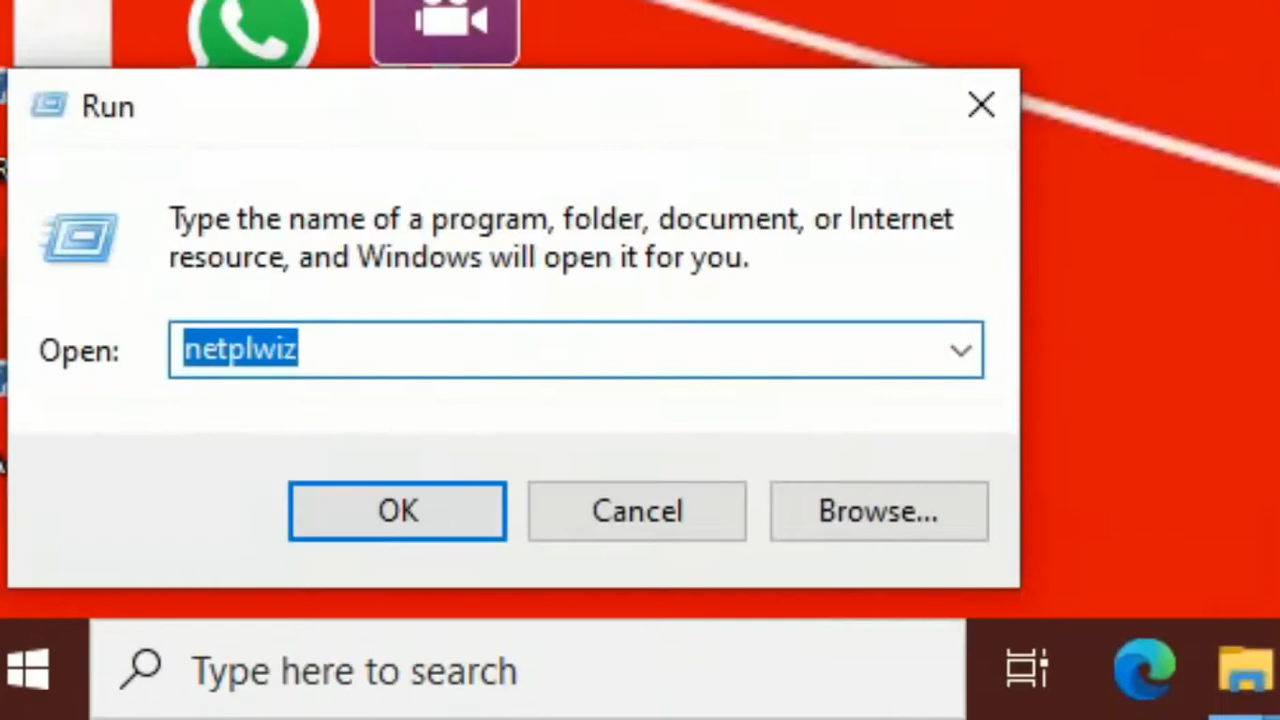 Run
Type the name of a program, folder, document, or Internet
resource, and Windows will open it for you.
Open: netplwiz
OK Cancel Browse...
Type here to search